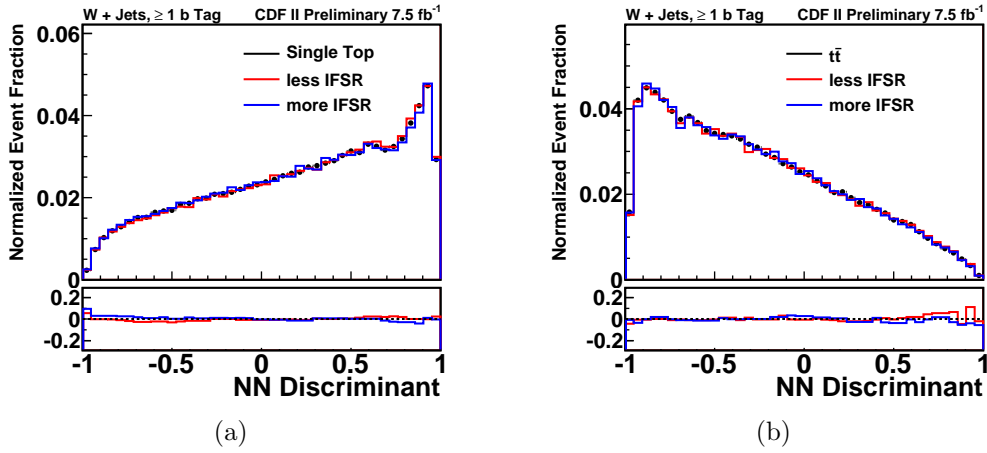 W + Jets, ≥ 1 b Tag CDF II Preliminary 7.5 fb⁻¹
Normalized Event Fraction
0.06
0.04
0.02
0
Single Top
less IFSR
more IFSR
0.2
0
-0.2
-1 -0.5 0 0.5 1
NN Discriminant
(a)
W + Jets, ≥ 1 b Tag CDF II Preliminary 7.5 fb⁻¹
Normalized Event Fraction
0.06
0.04
0.02
0
tt̄
less IFSR
more IFSR
0.2
0
-0.2
-1 -0.5 0 0.5 1
NN Discriminant
(b)